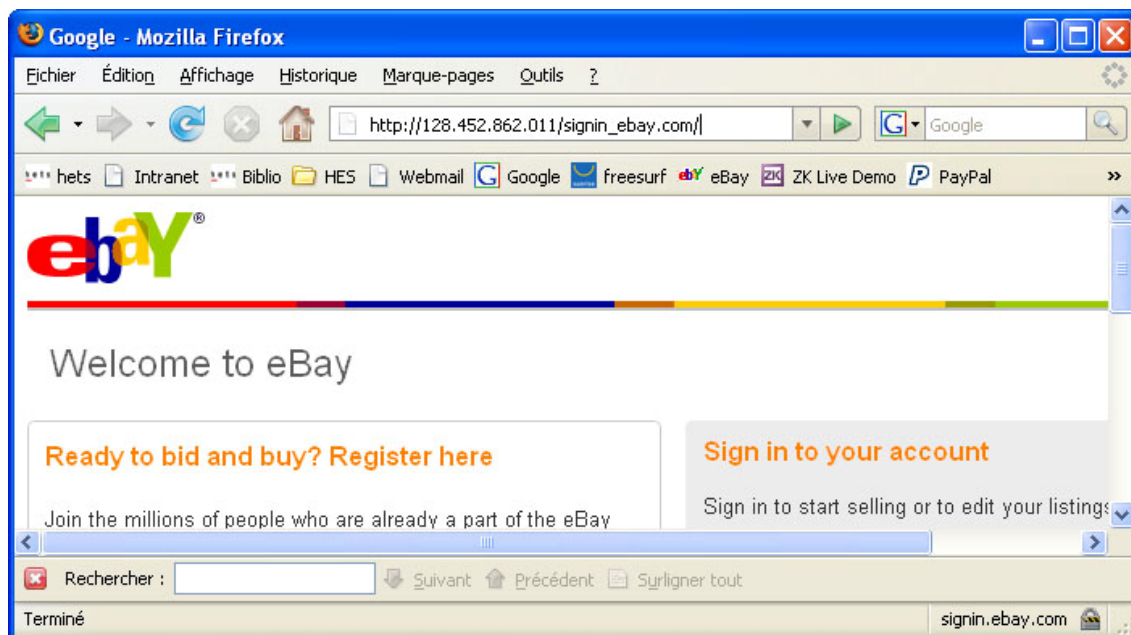 Google - Mozilla Firefox
Fichier Édition Affichage Historique Marque-pages Outils ?
http://128.452.862.011/signin_ebay.com/ G Google
hets Intranet Biblio HES Webmail G Google freesurf ebY eBay ZK ZK Live Demo P PayPal »
ebaY®
Welcome to eBay
Ready to bid and buy? Register here
Sign in to your account
Join the millions of people who are already a part of the eBay
Sign in to start selling or to edit your listings
Rechercher : Suivant Précédent Surligner tout
Terminé signin.ebay.com